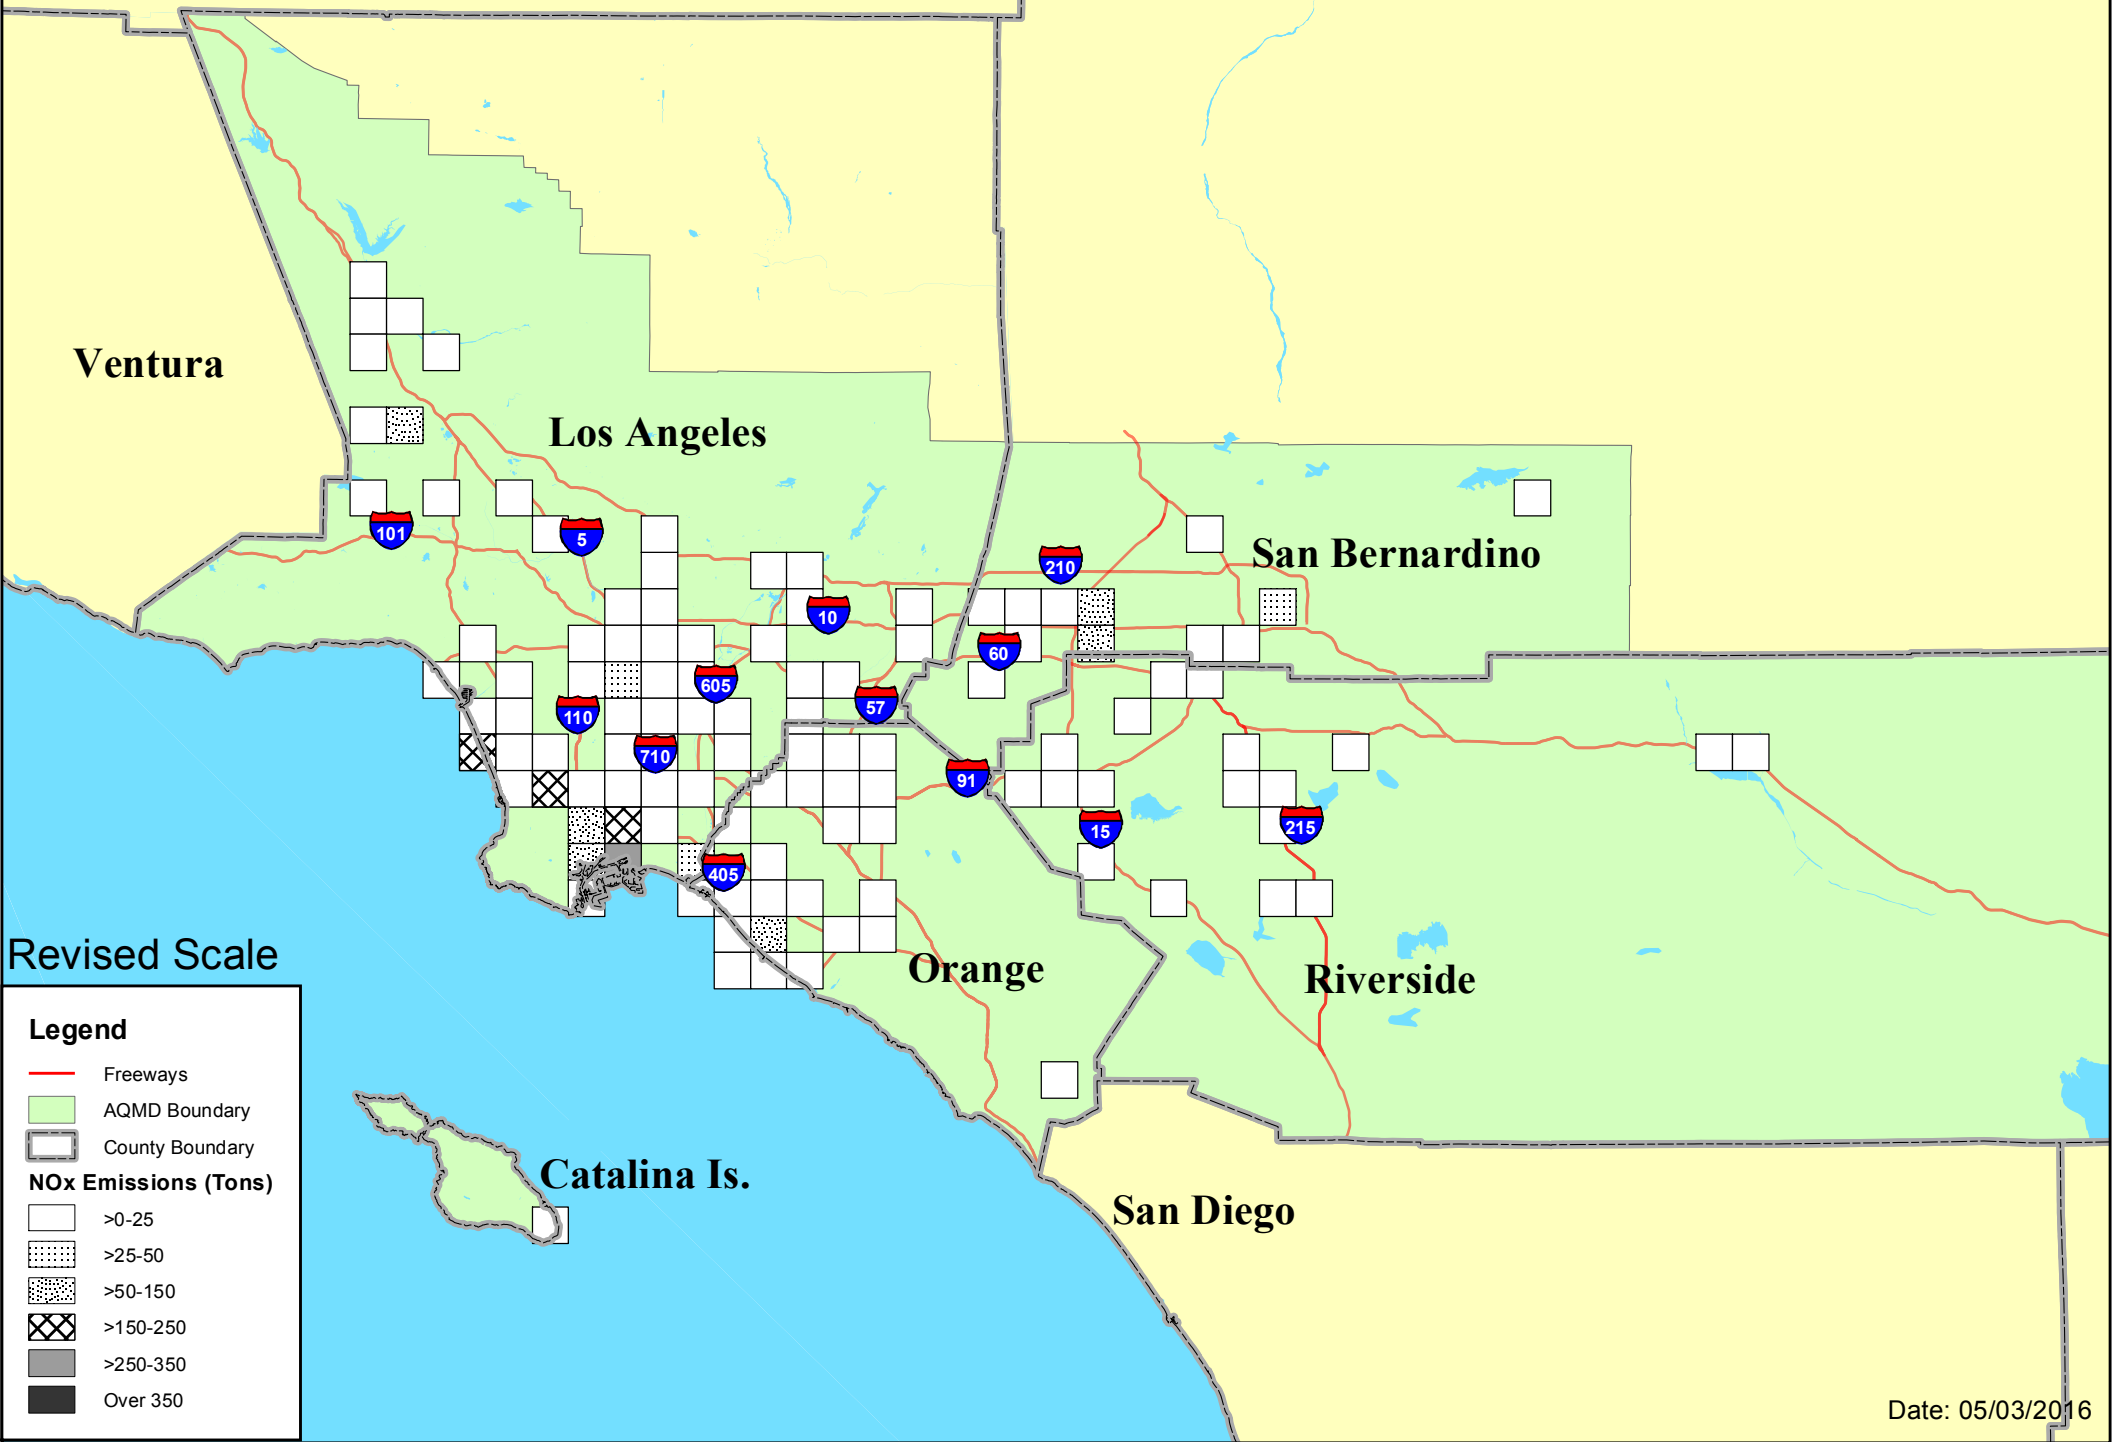 Ventura
Los Angeles
101
5
210
San Bernardino
10
60
605
57
110
710
91
15
215
405
Revised Scale
Orange
Riverside
Legend
Freeways
AQMD Boundary
County Boundary
NOx Emissions (Tons)
>0-25
>25-50
>50-150
>150-250
>250-350
Over 350
Catalina Is.
San Diego
Date: 05/03/2016